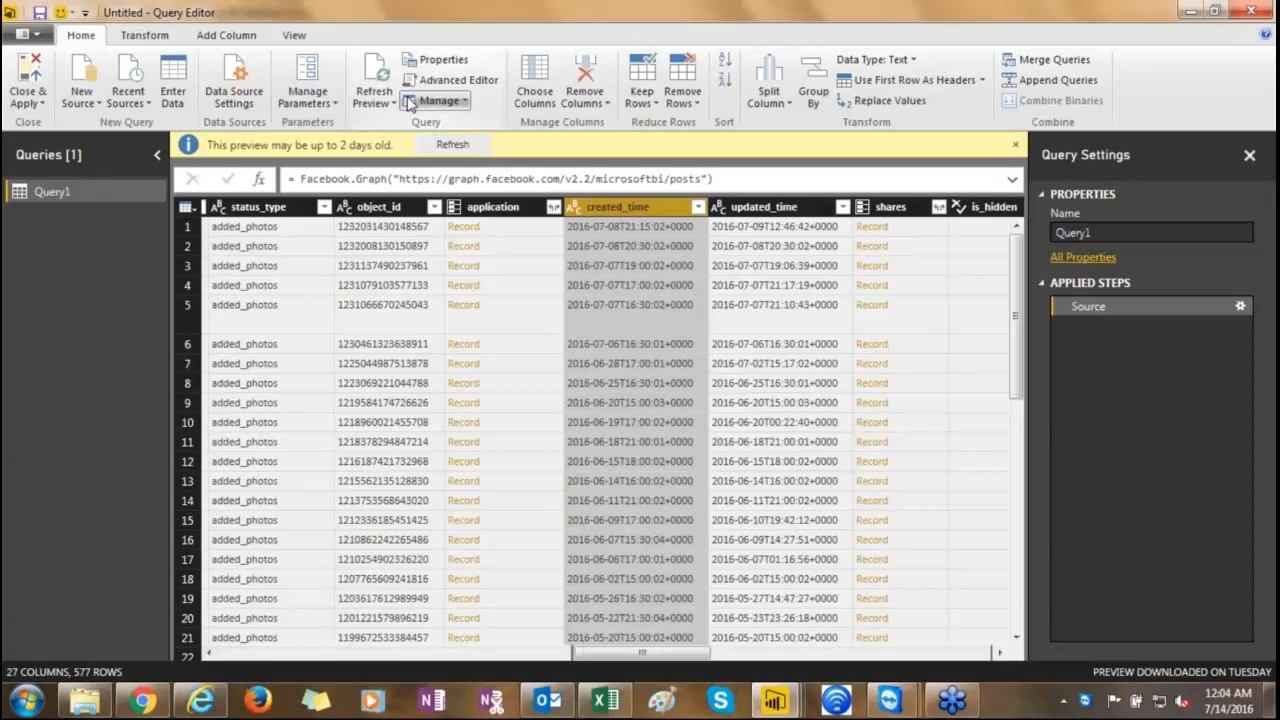 Untitled - Query Editor
Home Transform Add Column View
Close & Apply New Source Recent Sources Enter Data Data Source Settings Manage Parameters Refresh Preview Properties Advanced Editor Manage Choose Columns Remove Columns Keep Rows Remove Rows Split Column Group By Data Type: Text Use First Row As Headers Replace Values Merge Queries Append Queries Combine Binaries
Close New Query Data Sources Parameters Query Manage Columns Reduce Rows Sort Transform Combine
Queries [1]
Query1
This preview may be up to 2 days old. Refresh
= Facebook.Graph("https://graph.facebook.com/v2.2/microsoftbi/posts")
status_type object_id application created_time updated_time shares is_hidden
1 added_photos 1232031430148567 Record 2016-07-08T21:15:02+0000 2016-07-09T12:46:42+0000 Record
2 added_photos 1232008130150897 Record 2016-07-08T20:30:02+0000 2016-07-08T20:30:02+0000 Record
3 added_photos 1231137490237961 Record 2016-07-07T19:00:02+0000 2016-07-07T19:06:39+0000 Record
4 added_photos 1231079103577133 Record 2016-07-07T17:00:02+0000 2016-07-07T21:17:19+0000 Record
5 added_photos 1231066670245043 Record 2016-07-07T16:30:02+0000 2016-07-07T21:10:43+0000 Record
6 added_photos 1230461323638911 Record 2016-07-06T16:30:01+0000 2016-07-06T16:30:01+0000 Record
7 added_photos 1225044987513878 Record 2016-06-28T17:00:01+0000 2016-07-02T15:17:02+0000 Record
8 added_photos 1223069221044788 Record 2016-06-25T16:30:01+0000 2016-06-25T16:30:01+0000 Record
9 added_photos 1219584174726626 Record 2016-06-20T15:00:03+0000 2016-06-20T15:00:03+0000 Record
10 added_photos 1218960021455708 Record 2016-06-19T17:00:02+0000 2016-06-20T00:22:40+0000 Record
11 added_photos 1218378294847214 Record 2016-06-18T21:00:01+0000 2016-06-18T21:00:01+0000 Record
12 added_photos 1216187421732968 Record 2016-06-15T18:00:02+0000 2016-06-15T18:00:02+0000 Record
13 added_photos 1215562135128830 Record 2016-06-14T16:00:02+0000 2016-06-14T16:00:02+0000 Record
14 added_photos 1213753568643020 Record 2016-06-11T21:00:02+0000 2016-06-11T21:00:02+0000 Record
15 added_photos 1212336185451425 Record 2016-06-09T17:00:02+0000 2016-06-10T19:42:12+0000 Record
16 added_photos 1210862242265486 Record 2016-06-07T15:30:04+0000 2016-06-09T14:27:51+0000 Record
17 added_photos 1210254902326220 Record 2016-06-06T17:00:01+0000 2016-06-07T01:16:56+0000 Record
18 added_photos 1207765609241816 Record 2016-06-02T15:00:02+0000 2016-06-02T15:00:02+0000 Record
19 added_photos 1203617612989949 Record 2016-05-26T16:30:02+0000 2016-05-27T14:47:27+0000 Record
20 added_photos 1201221579896219 Record 2016-05-22T21:30:04+0000 2016-05-23T23:26:18+0000 Record
21 added_photos 1199672533384457 Record 2016-05-20T15:00:02+0000 2016-05-20T15:00:02+0000 Record
22
Query Settings
PROPERTIES
Name
Query1
All Properties
APPLIED STEPS
Source
27 COLUMNS, 577 ROWS PREVIEW DOWNLOADED ON TUESDAY
12:04 AM
7/14/2016